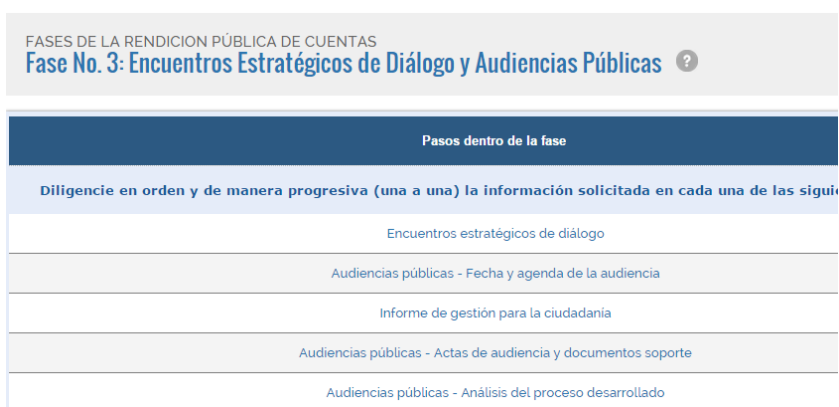 FASES DE LA RENDICION PÚBLICA DE CUENTAS
Fase No. 3: Encuentros Estratégicos de Diálogo y Audiencias Públicas ?
Pasos dentro de la fase
Diligencie en orden y de manera progresiva (una a una) la información solicitada en cada una de las
Encuentros estratégicos de diálogo
Audiencias públicas - Fecha y agenda de la audiencia
Informe de gestión para la ciudadanía
Audiencias públicas - Actas de audiencia y documentos soporte
Audiencias públicas - Análisis del proceso desarrollado